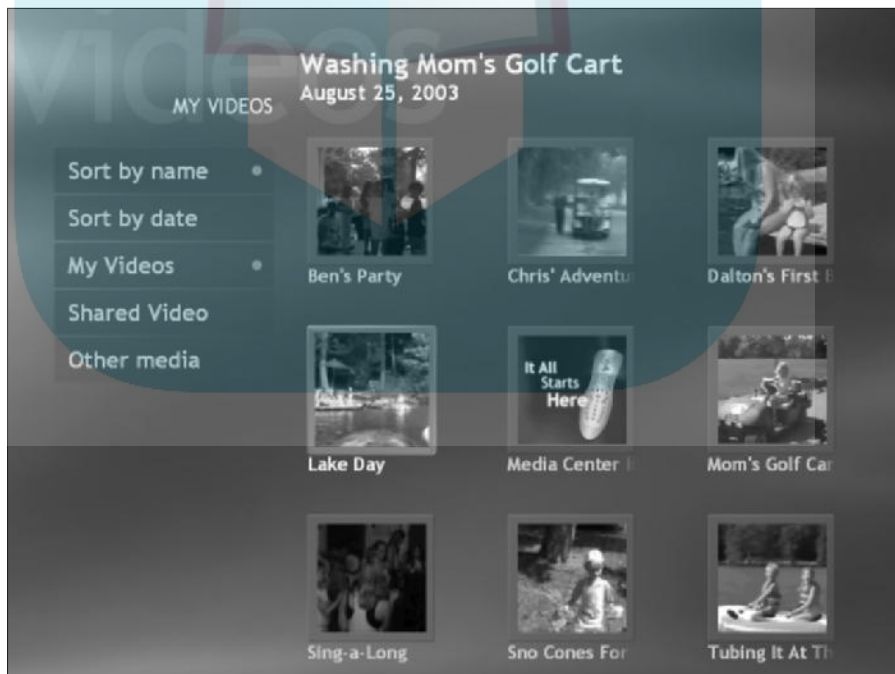 videos
Washing Mom's Golf Cart
August 25, 2003
MY VIDEOS
Sort by name
Sort by date
My Videos
Shared Video
Other media
Ben's Party
Chris' Adventu
Dalton's First B
It All
Starts
Here
Lake Day
Media Center
Mom's Golf Car
Sing-a-Long
Sno Cones For
Tubing It At Th